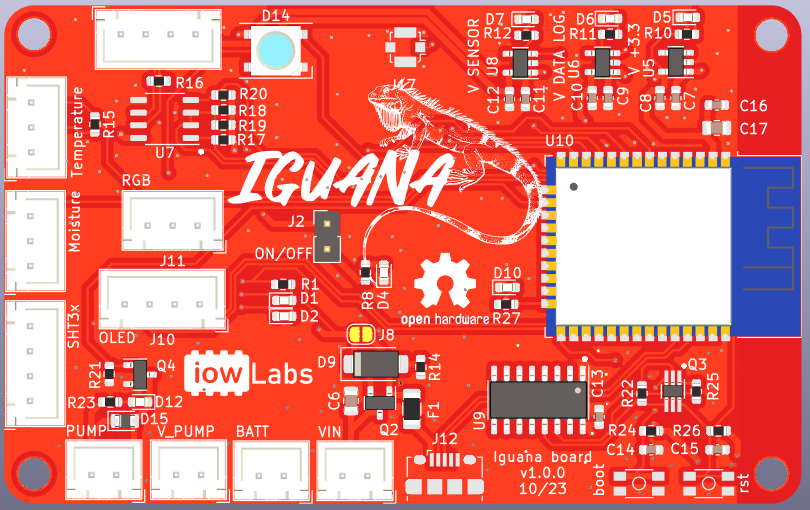 D14
D7
R12
V SENSOR
U8
C12
C11
D6
R11
V DATA LOG.
U6
C10
C9
D5
R10
V +3.3
U5
C8
C7
R16
R20
R18
R19
R17
U7
R15
Temperature
C16
C17
U10
IGUANA
RGB
J11
J2
ON/OFF
Moisture
R1
D1
D2
R8
D4
D10
R27
open hardware
OLED
J10
SHT3x
J8
D9
R14
iow Labs
R21
Q4
R23
D12
D15
C6
Q2
F1
U9
C13
Q3
R22
R25
R24
C14
R26
C15
PUMP
V_PUMP
BATT
VIN
J12
Iguana board
v1.0.0
10/23
boot
rst